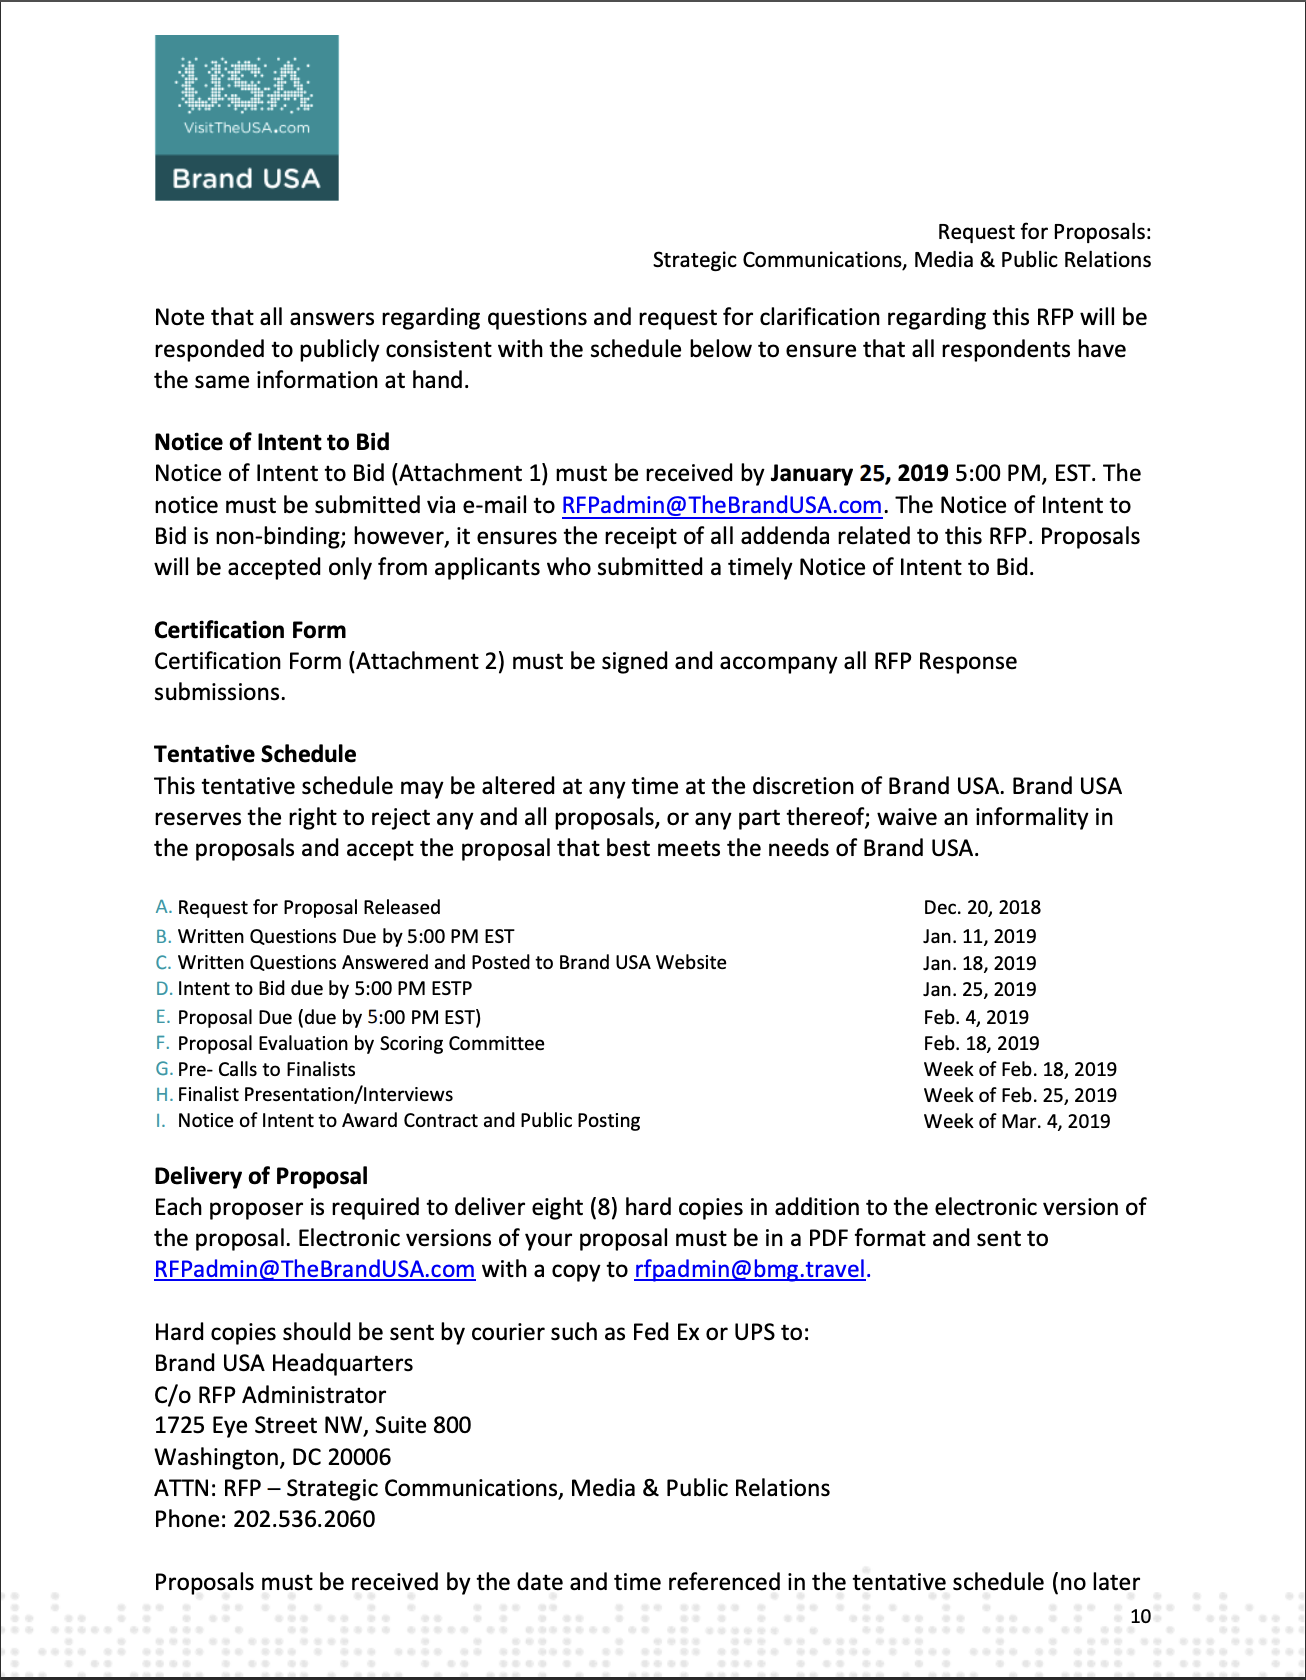 USA
VisitTheUSA.com
Brand USA
Request for Proposals:
Strategic Communications, Media & Public Relations
Note that all answers regarding questions and request for clarification regarding this RFP will be
responded to publicly consistent with the schedule below to ensure that all respondents have
the same information at hand.
Notice of Intent to Bid
Notice of Intent to Bid (Attachment 1) must be received by January 25, 2019 5:00 PM, EST. The
notice must be submitted via e-mail to RFPadmin@TheBrandUSA.com. The Notice of Intent to
Bid is non-binding; however, it ensures the receipt of all addenda related to this RFP. Proposals
will be accepted only from applicants who submitted a timely Notice of Intent to Bid.
Certification Form
Certification Form (Attachment 2) must be signed and accompany all RFP Response
submissions.
Tentative Schedule
This tentative schedule may be altered at any time at the discretion of Brand USA. Brand USA
reserves the right to reject any and all proposals, or any part thereof; waive an informality in
the proposals and accept the proposal that best meets the needs of Brand USA.
A. Request for Proposal Released Dec. 20, 2018
B. Written Questions Due by 5:00 PM EST Jan. 11, 2019
C. Written Questions Answered and Posted to Brand USA Website Jan. 18, 2019
D. Intent to Bid due by 5:00 PM ESTP Jan. 25, 2019
E. Proposal Due (due by 5:00 PM EST) Feb. 4, 2019
F. Proposal Evaluation by Scoring Committee Feb. 18, 2019
G. Pre- Calls to Finalists Week of Feb. 18, 2019
H. Finalist Presentation/Interviews Week of Feb. 25, 2019
I. Notice of Intent to Award Contract and Public Posting Week of Mar. 4, 2019
Delivery of Proposal
Each proposer is required to deliver eight (8) hard copies in addition to the electronic version of
the proposal. Electronic versions of your proposal must be in a PDF format and sent to
RFPadmin@TheBrandUSA.com with a copy to rfpadmin@bmg.travel.
Hard copies should be sent by courier such as Fed Ex or UPS to:
Brand USA Headquarters
C/o RFP Administrator
1725 Eye Street NW, Suite 800
Washington, DC 20006
ATTN: RFP – Strategic Communications, Media & Public Relations
Phone: 202.536.2060
Proposals must be received by the date and time referenced in the tentative schedule (no later
10